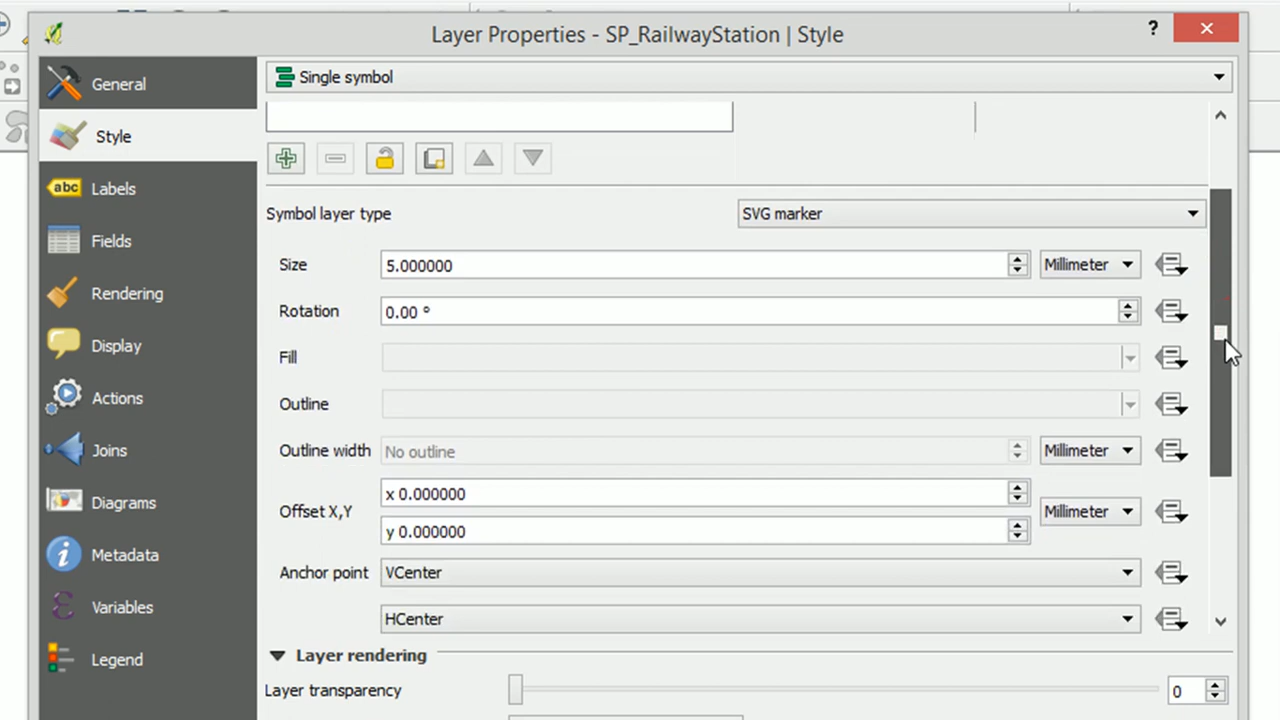 Layer Properties - SP_RailwayStation | Style
?
General
Style
abc Labels
Fields
Rendering
Display
Actions
Joins
Diagrams
Metadata
Variables
Legend
Single symbol
Symbol layer type SVG marker
Size 5.000000 Millimeter
Rotation 0.00 °
Fill
Outline
Outline width No outline Millimeter
Offset X,Y x 0.000000 Millimeter
y 0.000000
Anchor point VCenter
HCenter
Layer rendering
Layer transparency 0